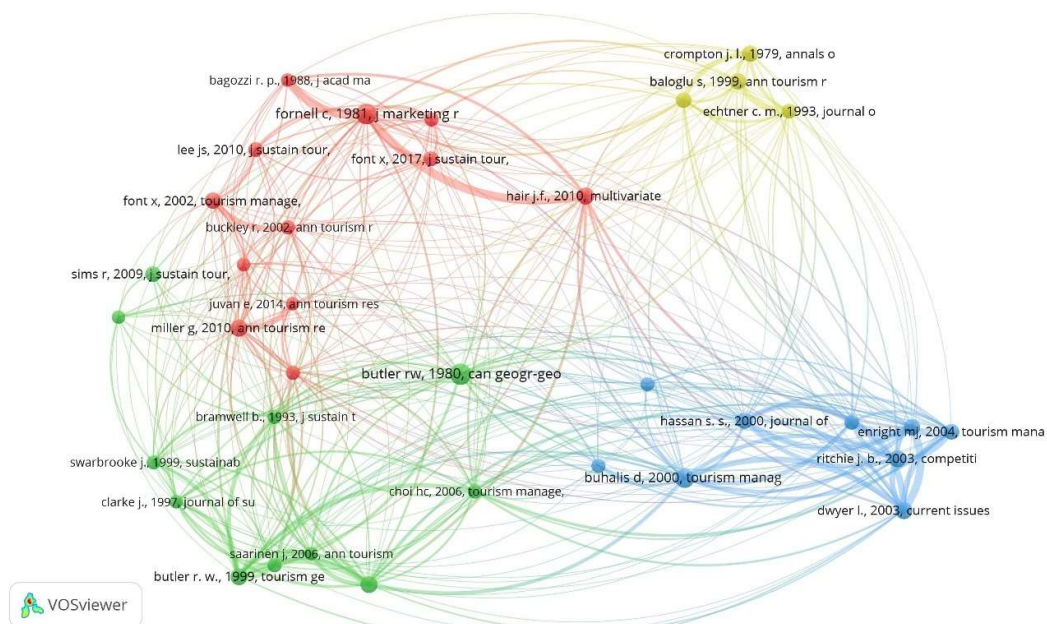 crompton j. l., 1979, annals o
bagozzi r. p., 1988, j acad ma
baloglu s, 1999, ann tourism r
fornell c, 1981, j marketing r
echtner c. m., 1993, journal o
lee js, 2010, j sustain tour,
font x, 2017, j sustain tour,
font x, 2002, tourism manage,
hair j.f., 2010, multivariate
buckley r, 2002, ann tourism r
sims r, 2009, j sustain tour,
juvan e, 2014, ann tourism res
miller g, 2010, ann tourism re
butler rw, 1980, can geogr-geo
bramwell b., 1993, j sustain t
hassan s. s., 2000, journal of
enright mj, 2004, tourism mana
swarbrooke j., 1999, sustainab
ritchie j. b., 2003, competiti
buhalis d, 2000, tourism manag
choi hc, 2006, tourism manage,
clarke j., 1997, journal of su
dwyer l., 2003, current issues
saarinen j, 2006, ann tourism
butler r. w., 1999, tourism ge
VOSviewer